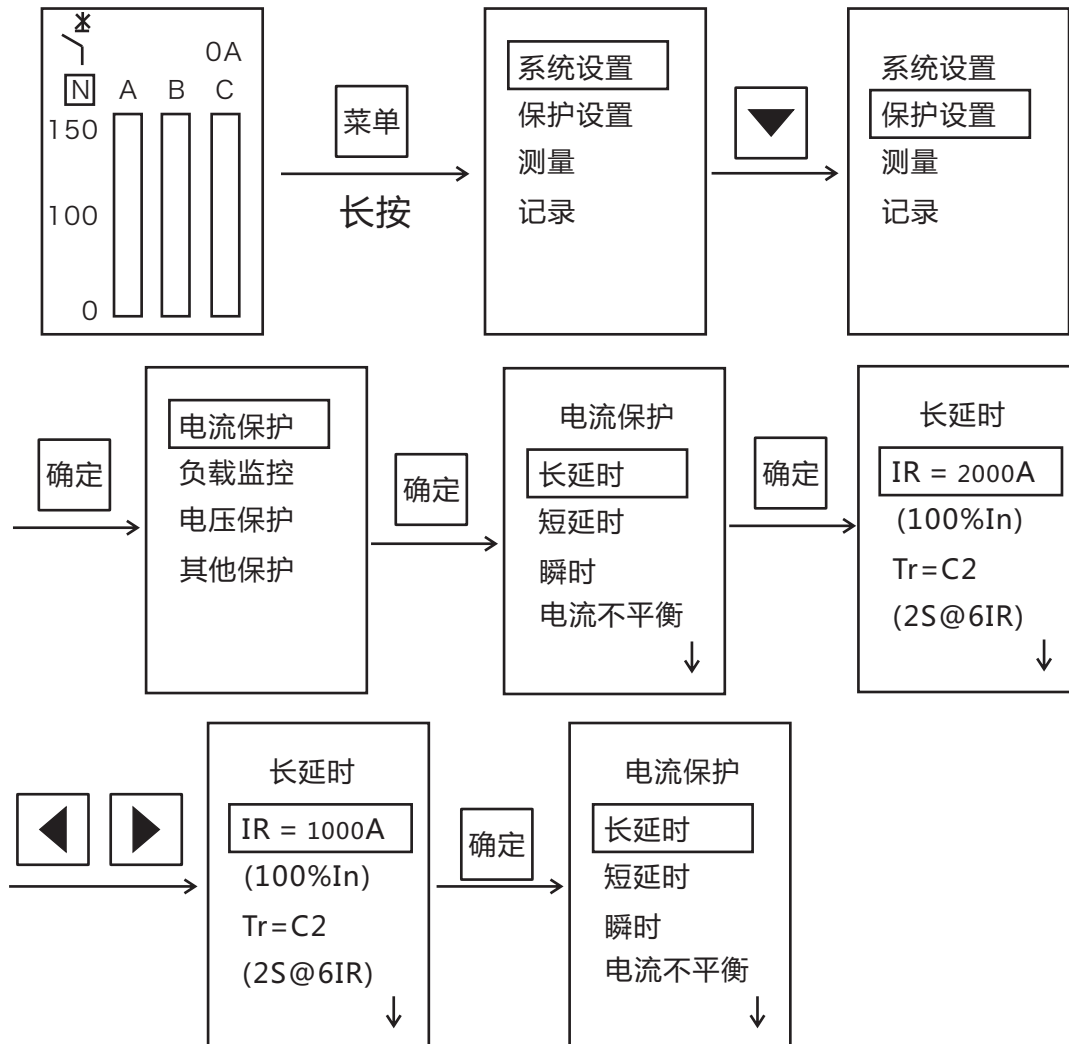 0A
N A B C
150
100
0
菜单
长按
系统设置
保护设置
测量
记录
系统设置
保护设置
测量
记录
确定
电流保护
负载监控
电压保护
其他保护
确定
电流保护
长延时
短延时
瞬时
电流不平衡
确定
长延时
IR = 2000A
(100%In)
Tr=C2
(2S@6IR)
长延时
IR = 1000A
(100%In)
Tr=C2
(2S@6IR)
确定
电流保护
长延时
短延时
瞬时
电流不平衡